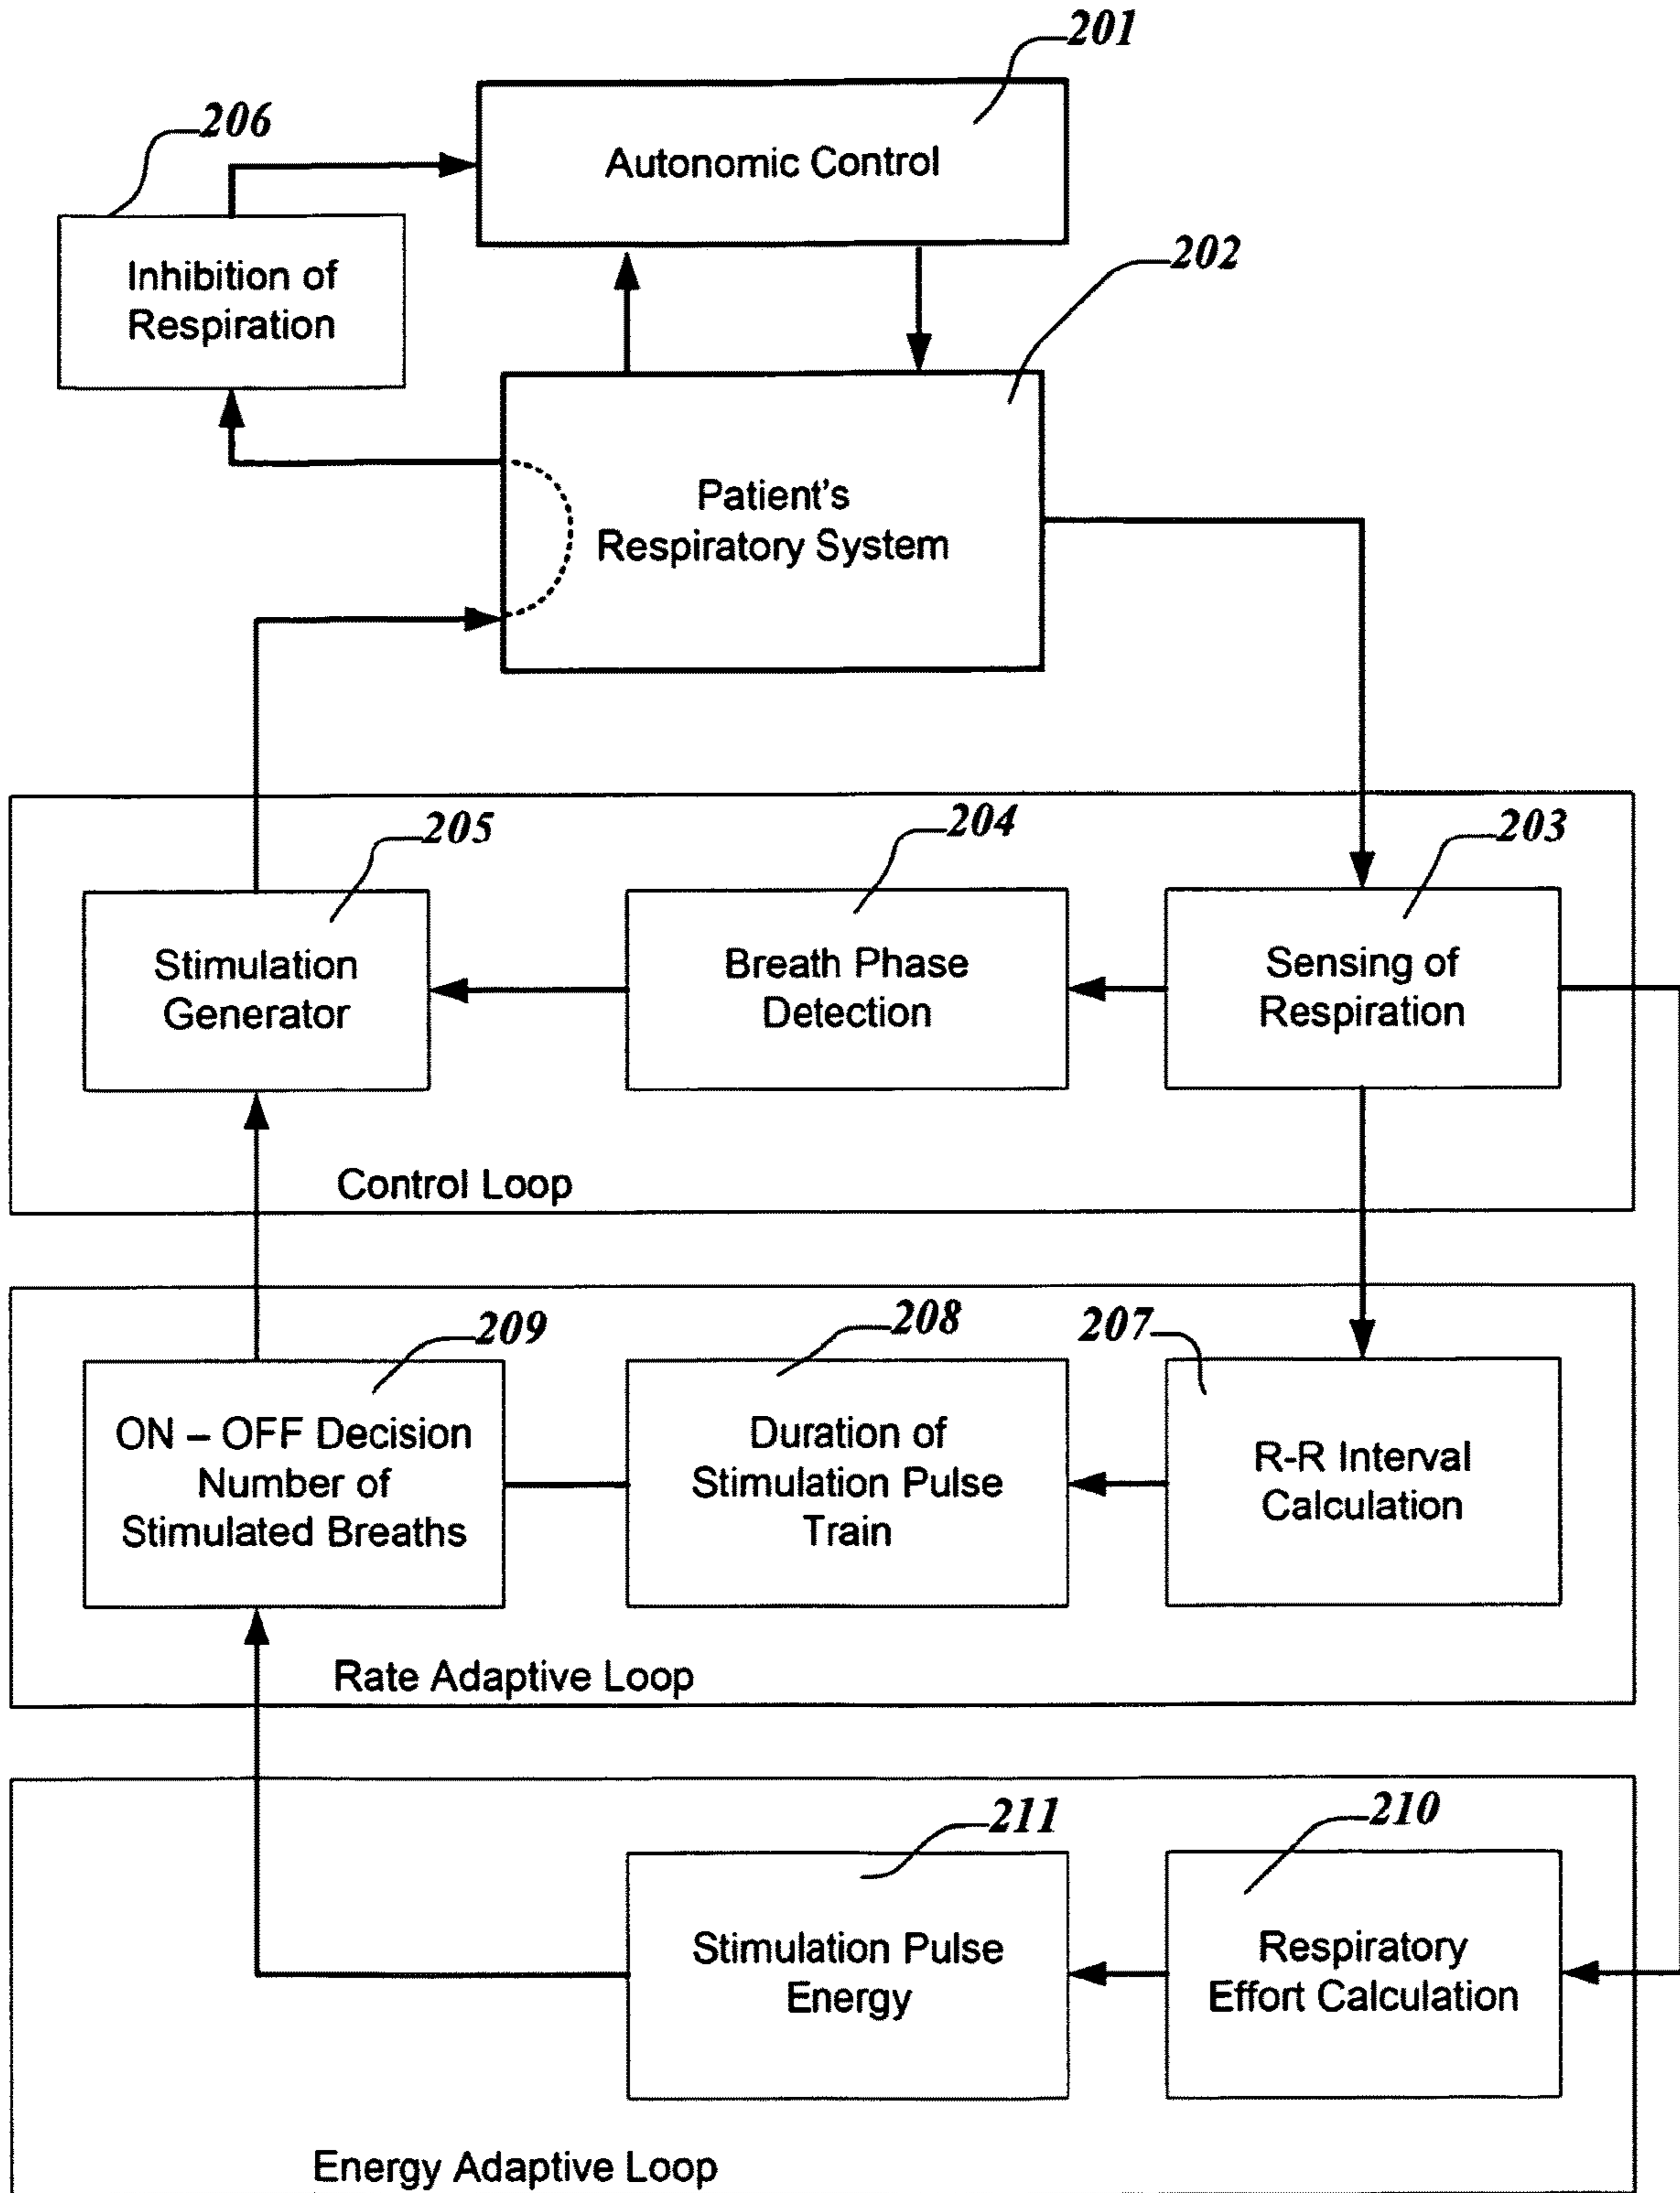 201
Autonomic Control
206
Inhibition of
Respiration
202
Patient's
Respiratory System
205
Stimulation
Generator
204
Breath Phase
Detection
203
Sensing of
Respiration
Control Loop
209
ON – OFF Decision
Number of
Stimulated Breaths
208
Duration of
Stimulation Pulse
Train
207
R-R Interval
Calculation
Rate Adaptive Loop
211
Stimulation Pulse
Energy
210
Respiratory
Effort Calculation
Energy Adaptive Loop